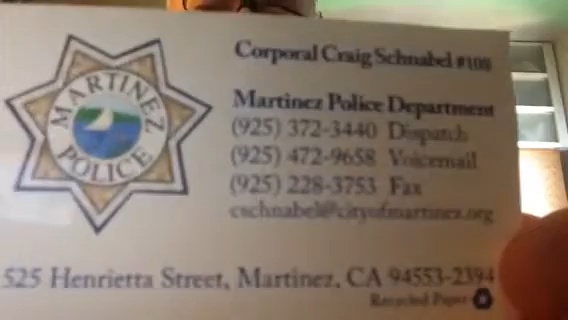 MARTINEZ
POLICE
Corporal Craig Schnabel #108
Martinez Police Department
(925) 372-3440 Dispatch
(925) 472-9658 Voicemail
(925) 228-3753 Fax
cschnabel@cityofmartinez.org
525 Henrietta Street, Martinez, CA 94553-2394
Recycled Paper